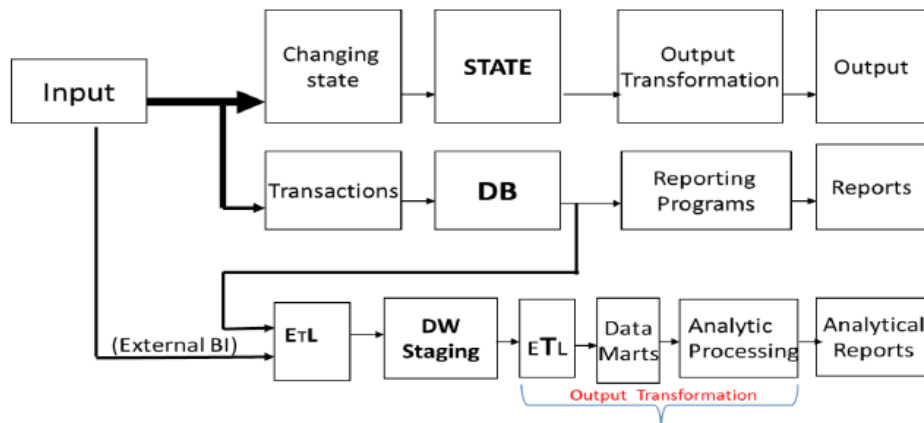 Input
Changing
state
STATE
Output
Transformation
Output
Transactions
DB
Reporting
Programs
Reports
(External BI)
ETL
DW
Staging
ETL
Data
Marts
Analytic
Processing
Analytical
Reports
Output Transformation